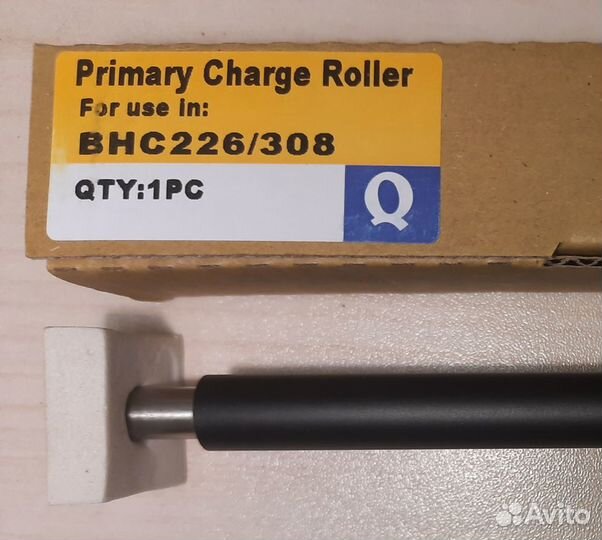 Primary Charge Roller
For use in:
BHC226/308
QTY:1PC
Q
Avito